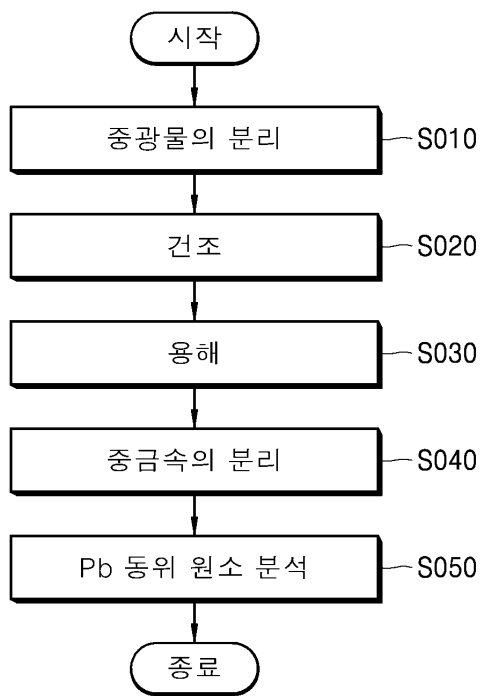 시작
중광물의 분리
S010
건조
S020
용해
S030
중금속의 분리
S040
Pb 동위 원소 분석
S050
종료